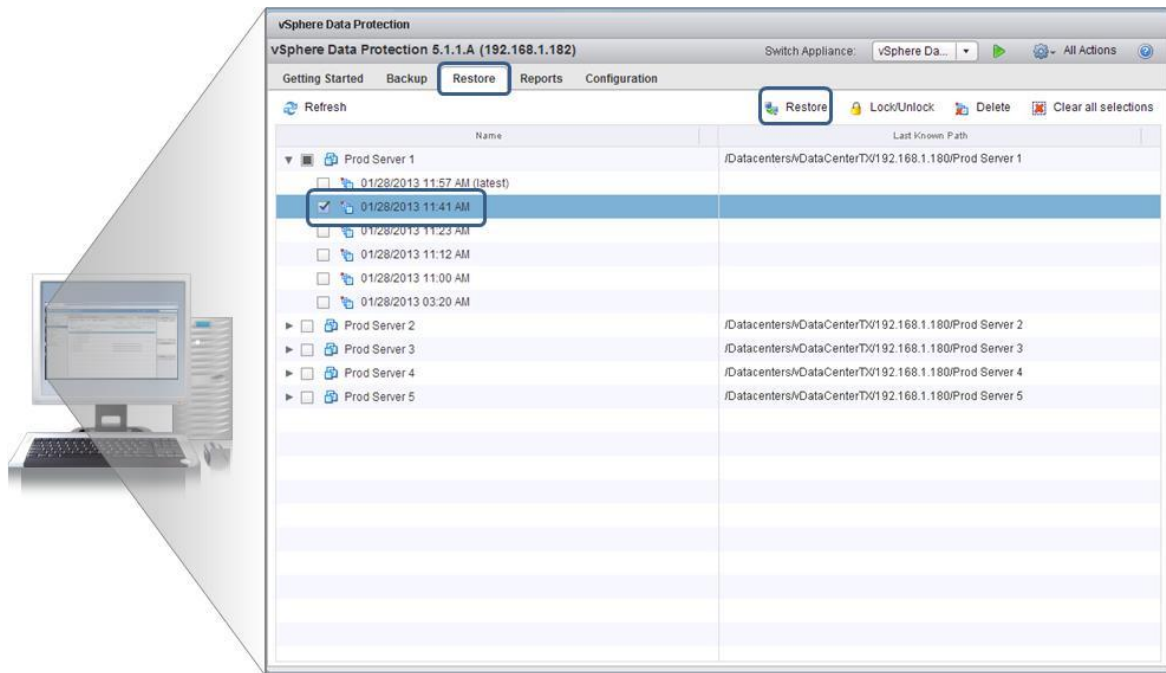 vSphere Data Protection
vSphere Data Protection 5.1.1.A (192.168.1.182)
Switch Appliance: vSphere Da... All Actions
Getting Started Backup Restore Reports Configuration
Refresh Restore Lock/Unlock Delete Clear all selections
Name Last Known Path
Prod Server 1 /Datacenters/vDataCenterTX/192.168.1.180/Prod Server 1
01/28/2013 11:57 AM (latest)
01/28/2013 11:41 AM
01/28/2013 11:23 AM
01/28/2013 11:12 AM
01/28/2013 11:00 AM
01/28/2013 03:20 AM
Prod Server 2 /Datacenters/vDataCenterTX/192.168.1.180/Prod Server 2
Prod Server 3 /Datacenters/vDataCenterTX/192.168.1.180/Prod Server 3
Prod Server 4 /Datacenters/vDataCenterTX/192.168.1.180/Prod Server 4
Prod Server 5 /Datacenters/vDataCenterTX/192.168.1.180/Prod Server 5